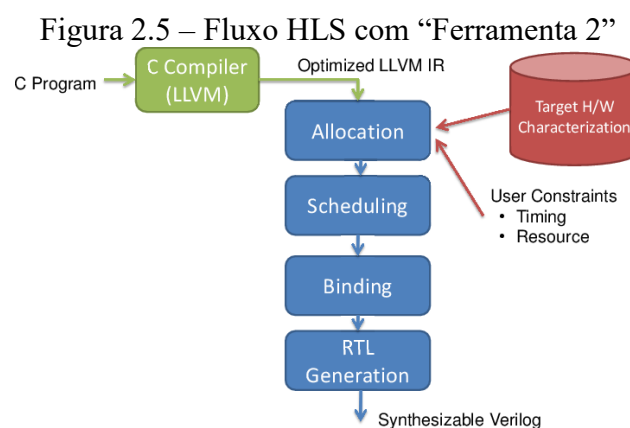 Figura 2.5 – Fluxo HLS com “Ferramenta 2”
C Program
C Compiler
(LLVM)
Optimized LLVM IR
Target H/W
Characterization
Allocation
User Constraints
• Timing
• Resource
Scheduling
Binding
RTL
Generation
Synthesizable Verilog